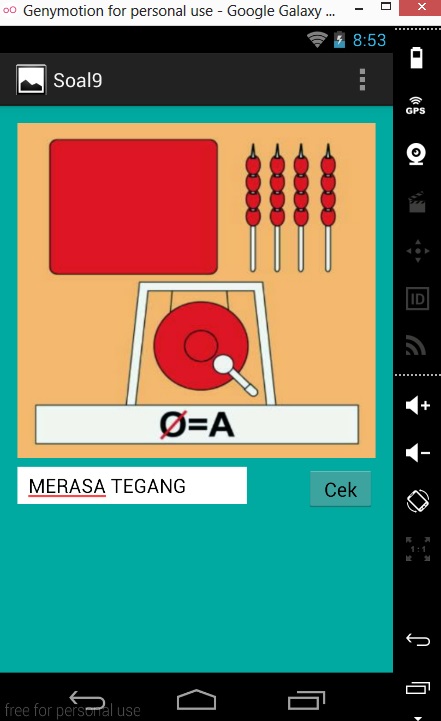 Genymotion for personal use - Google Galaxy ...
8:53
Soal9
GPS
ID
Ø=A
MERASA TEGANG
Cek
1:1
free for personal use